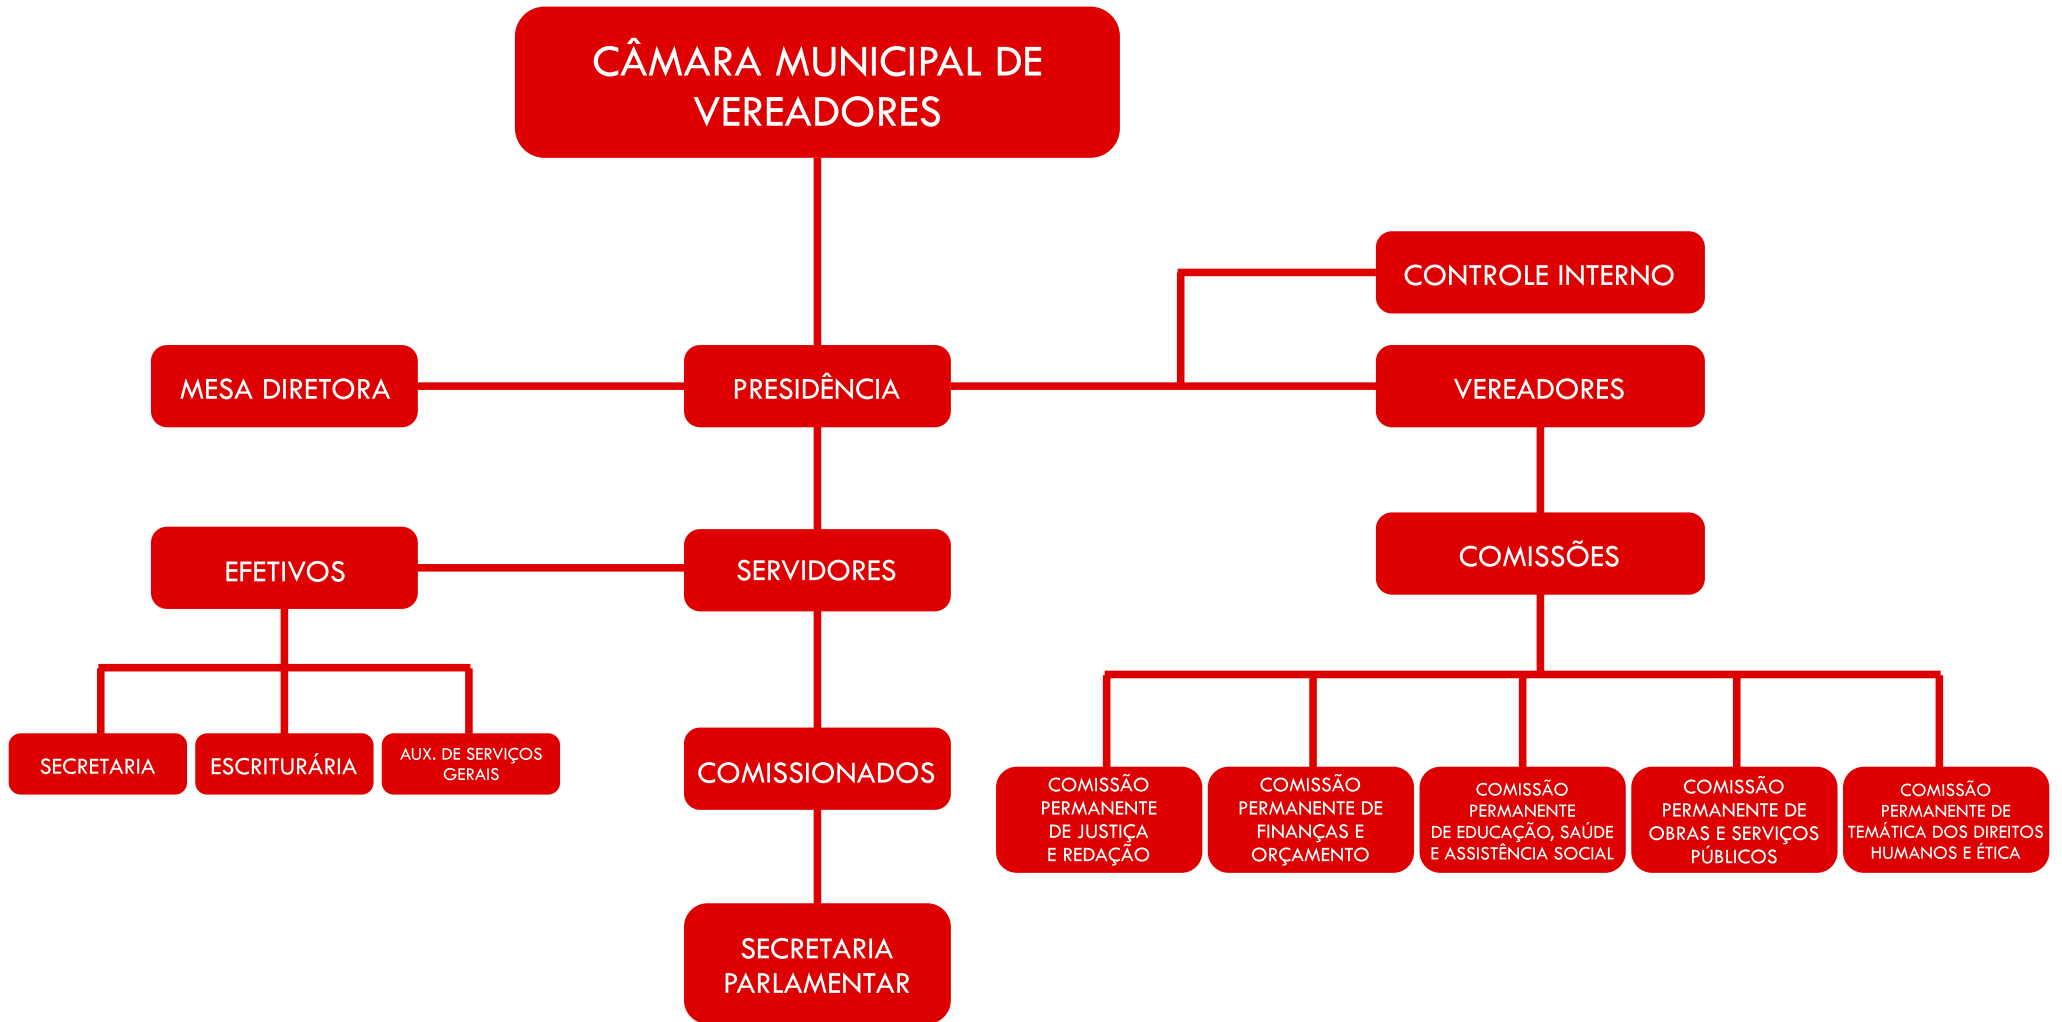 CÂMARA MUNICIPAL DE
VEREADORES
CONTROLE INTERNO
MESA DIRETORA
PRESIDÊNCIA
VEREADORES
EFETIVOS
SERVIDORES
COMISSÕES
SECRETARIA
ESCRITURÁRIA
AUX. DE SERVIÇOS
GERAIS
COMISSIONADOS
COMISSÃO
PERMANENTE
DE JUSTIÇA
E REDAÇÃO
COMISSÃO
PERMANENTE DE
FINANÇAS E
ORÇAMENTO
COMISSÃO
PERMANENTE
DE EDUCAÇÃO, SAÚDE
E ASSISTÊNCIA SOCIAL
COMISSÃO
PERMANENTE DE
OBRAS E SERVIÇOS
PÚBLICOS
COMISSÃO
PERMANENTE DE
TEMÁTICA DOS DIREITOS
HUMANOS E ÉTICA
SECRETARIA
PARLAMENTAR